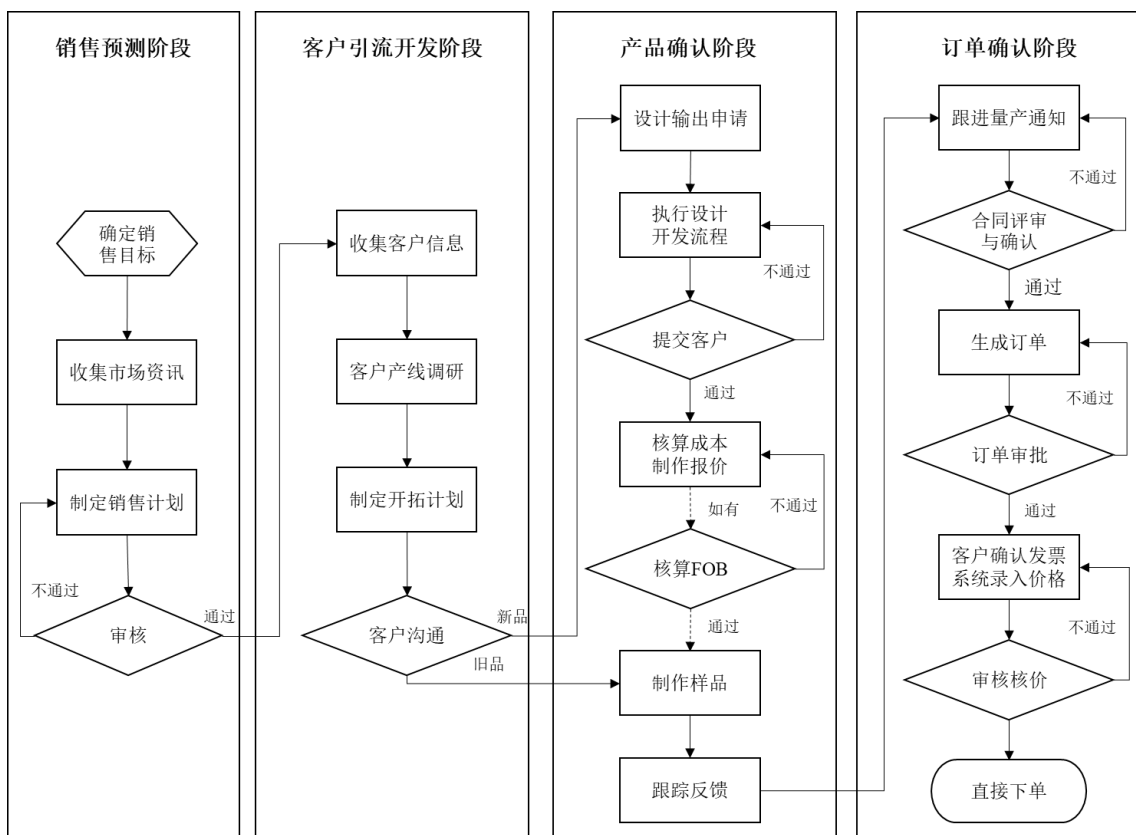 销售预测阶段
确定销
售目标
收集市场资讯
制定销售计划
不通过
审核
通过
客户引流开发阶段
收集客户信息
客户产线调研
制定开拓计划
客户沟通
新品
旧品
产品确认阶段
设计输出申请
执行设计
开发流程
不通过
提交客户
通过
核算成本
制作报价
如有
不通过
核算FOB
通过
制作样品
跟踪反馈
订单确认阶段
跟进量产通知
不通过
合同评审
与确认
通过
生成订单
不通过
订单审批
通过
客户确认发票
系统录入价格
不通过
审核核价
直接下单